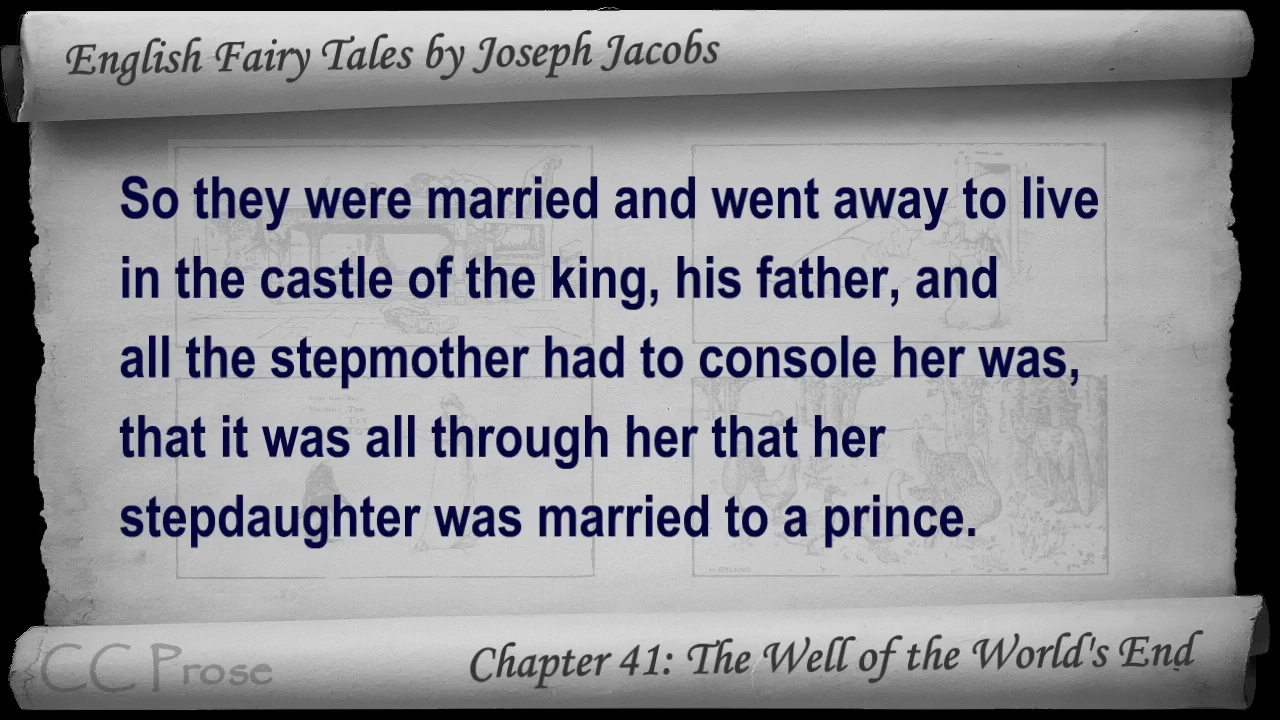 English Fairy Tales by Joseph Jacobs
So they were married and went away to live
in the castle of the king, his father, and
all the stepmother had to console her was,
that it was all through her that her
stepdaughter was married to a prince.
CC Prose
Chapter 41: The Well of the World's End